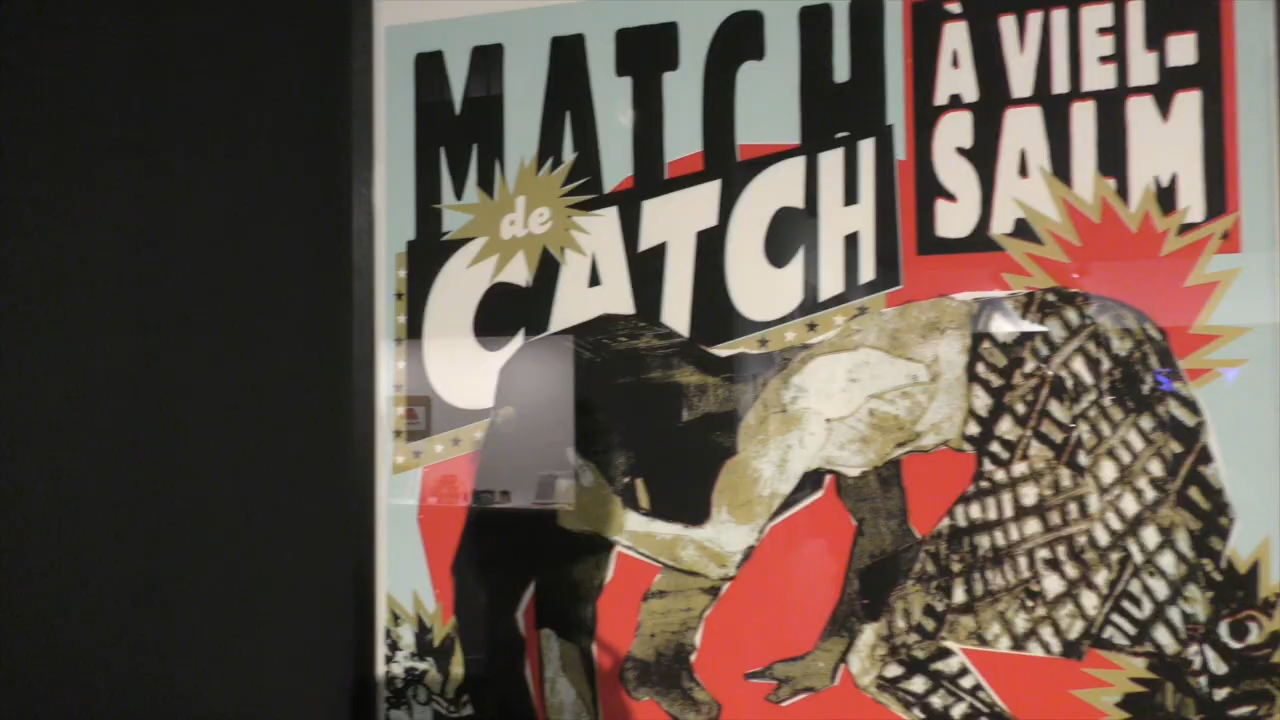 MATCH
de
CATCH
À VIEL-
SALM